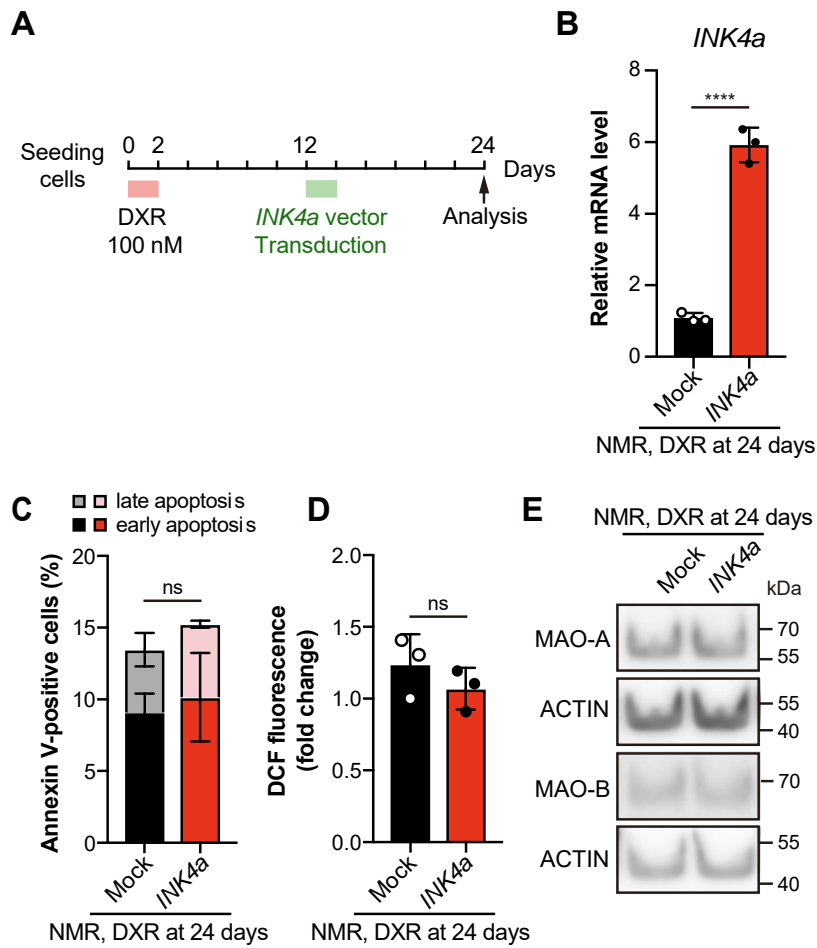 A
0 2 12 24
Seeding
cells
Days
DXR
100 nM
INK4a vector
Transduction
Analysis
B
INK4a
****
Relative mRNA level
8
6
4
2
0
Mock
INK4a
NMR, DXR at 24 days
C
late apoptosis
early apoptosis
Annexin V-positive cells (%)
20
15
10
5
0
ns
Mock
INK4a
NMR, DXR at 24 days
D
DCF fluorescence
(fold change)
2.0
1.5
1.0
0.5
0.0
ns
Mock
INK4a
NMR, DXR at 24 days
E
NMR, DXR at 24 days
Mock
INK4a
kDa
MAO-A
70
55
ACTIN
55
40
MAO-B
70
ACTIN
55
40